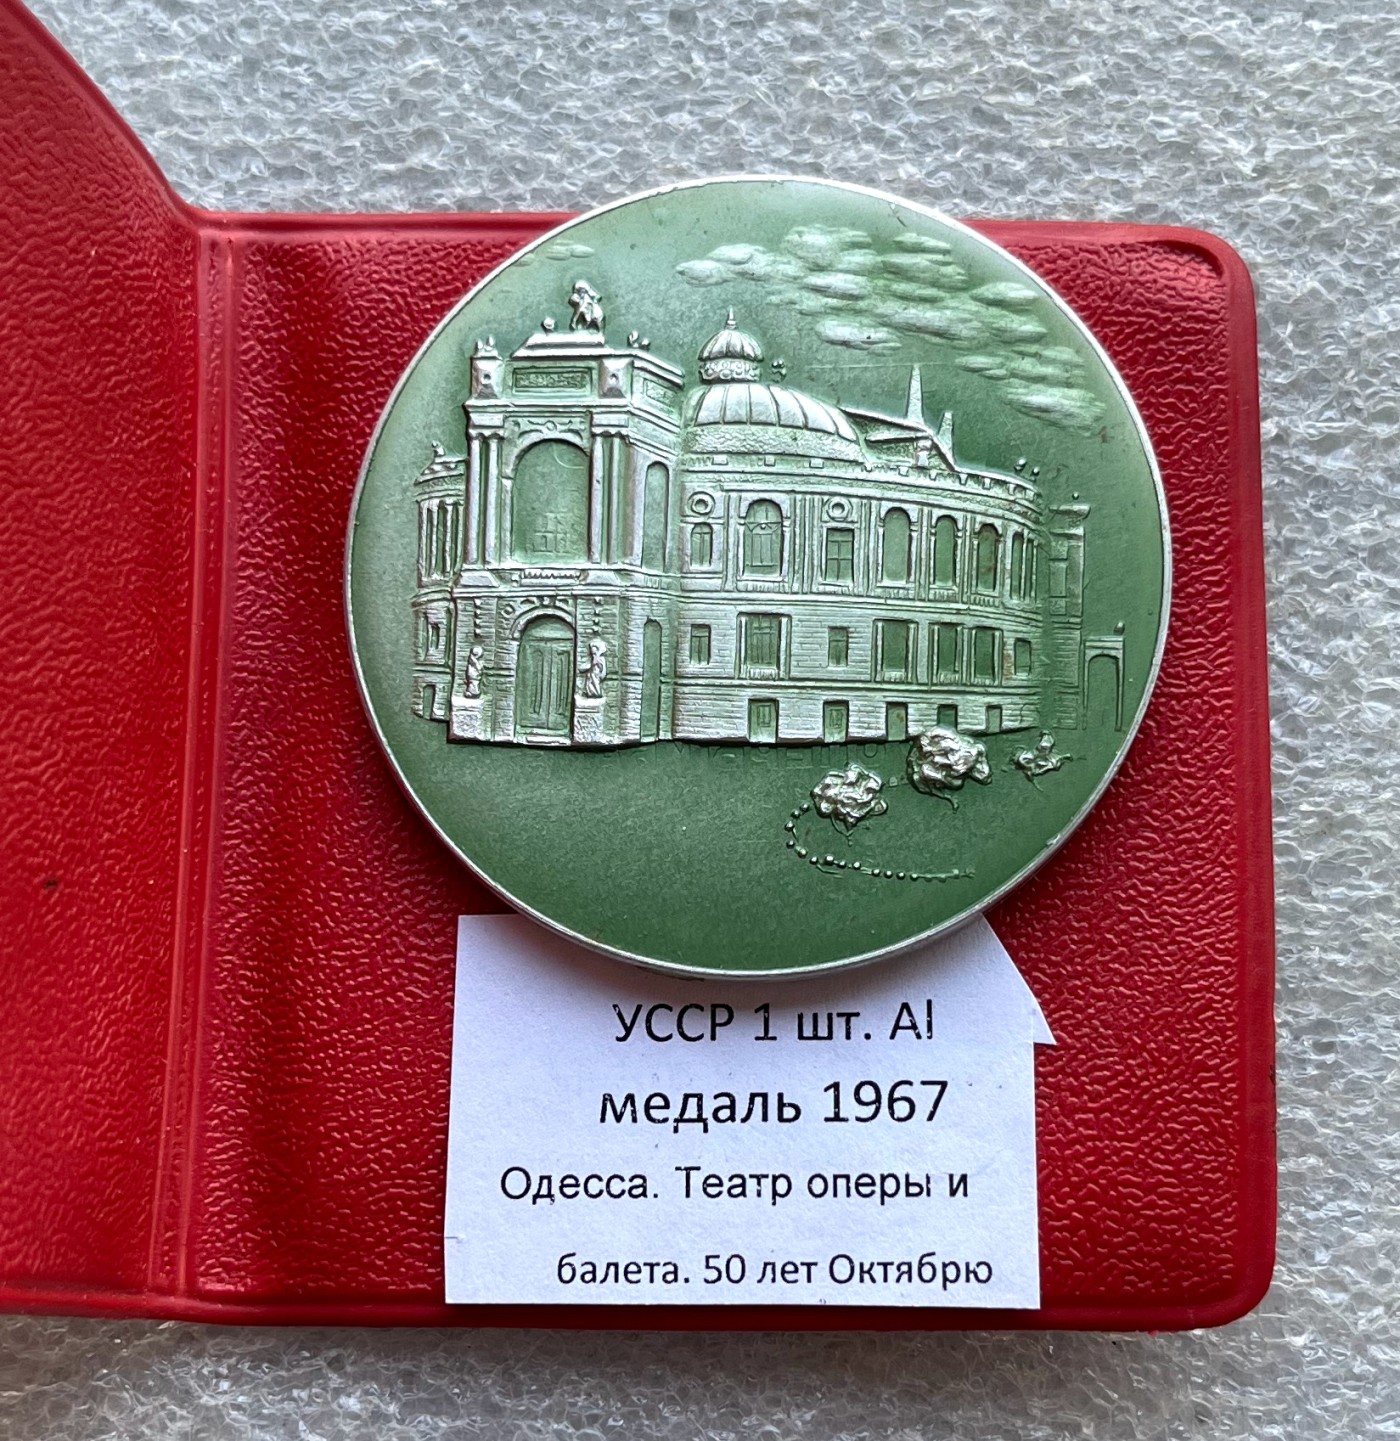 УССР 1 шт. Al
медаль 1967
Одесса. Театр оперы и
балета. 50 лет Октябрю